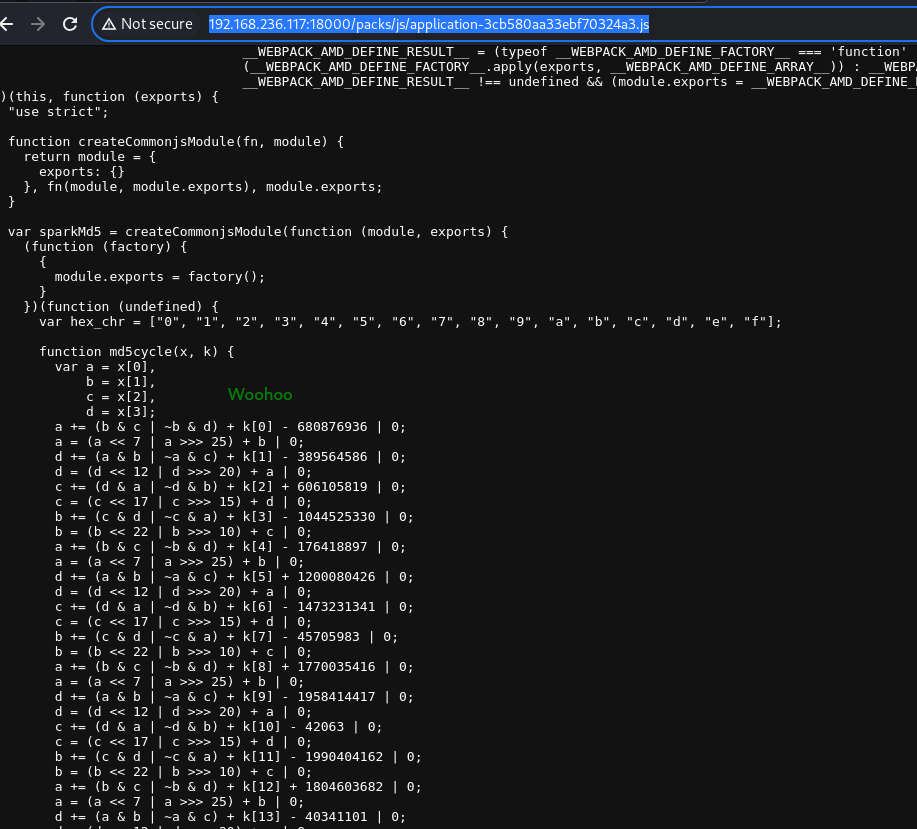 Not secure 192.168.236.117:18000/packs/js/application-3cb580aa33ebf70324a3.js
__WEBPACK_AMD_DEFINE_RESULT__ = (typeof __WEBPACK_AMD_DEFINE_FACTORY__ === 'function'
(__WEBPACK_AMD_DEFINE_FACTORY__.apply(exports, __WEBPACK_AMD_DEFINE_ARRAY__)) :
__WEBPACK_AMD_DEFINE_RESULT__ !== undefined && (module.exports =
)(this, function (exports) {
"use strict";
function createCommonjsModule(fn, module) {
return module = {
exports: {}
}, fn(module, module.exports), module.exports;
}
var sparkMd5 = createCommonjsModule(function (module, exports) {
(function (factory) {
{
module.exports = factory();
}
})(function (undefined) {
var hex_chr = ["0", "1", "2", "3", "4", "5", "6", "7", "8", "9", "a", "b", "c", "d", "e", "f"];
function md5cycle(x, k) {
var a = x[0],
b = x[1],
c = x[2],
Woohoo
d = x[3];
a += (b & c | ~b & d) + k[0] - 680876936 | 0;
a = (a << 7 | a >>> 25) + b | 0;
d += (a & b | ~a & c) + k[1] - 389564586 | 0;
d = (d << 12 | d >>> 20) + a | 0;
c += (d & a | ~d & b) + k[2] + 606105819 | 0;
c = (c << 17 | c >>> 15) + d | 0;
b += (c & d | ~c & a) + k[3] - 1044525330 | 0;
b = (b << 22 | b >>> 10) + c | 0;
a += (b & c | ~b & d) + k[4] - 176418897 | 0;
a = (a << 7 | a >>> 25) + b | 0;
d += (a & b | ~a & c) + k[5] + 1200080426 | 0;
d = (d << 12 | d >>> 20) + a | 0;
c += (d & a | ~d & b) + k[6] - 1473231341 | 0;
c = (c << 17 | c >>> 15) + d | 0;
b += (c & d | ~c & a) + k[7] - 45705983 | 0;
b = (b << 22 | b >>> 10) + c | 0;
a += (b & c | ~b & d) + k[8] + 1770035416 | 0;
a = (a << 7 | a >>> 25) + b | 0;
d += (a & b | ~a & c) + k[9] - 1958414417 | 0;
d = (d << 12 | d >>> 20) + a | 0;
c += (d & a | ~d & b) + k[10] - 42063 | 0;
c = (c << 17 | c >>> 15) + d | 0;
b += (c & d | ~c & a) + k[11] - 1990404162 | 0;
b = (b << 22 | b >>> 10) + c | 0;
a += (b & c | ~b & d) + k[12] + 1804603682 | 0;
a = (a << 7 | a >>> 25) + b | 0;
d += (a & b | ~a & c) + k[13] - 40341101 | 0;